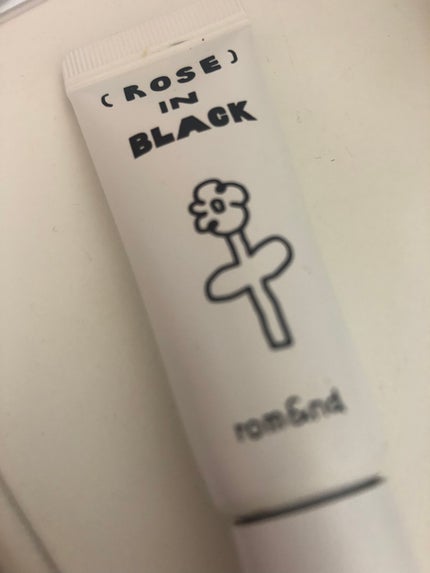 (ROSE)
IN
BLACK
rom&nd